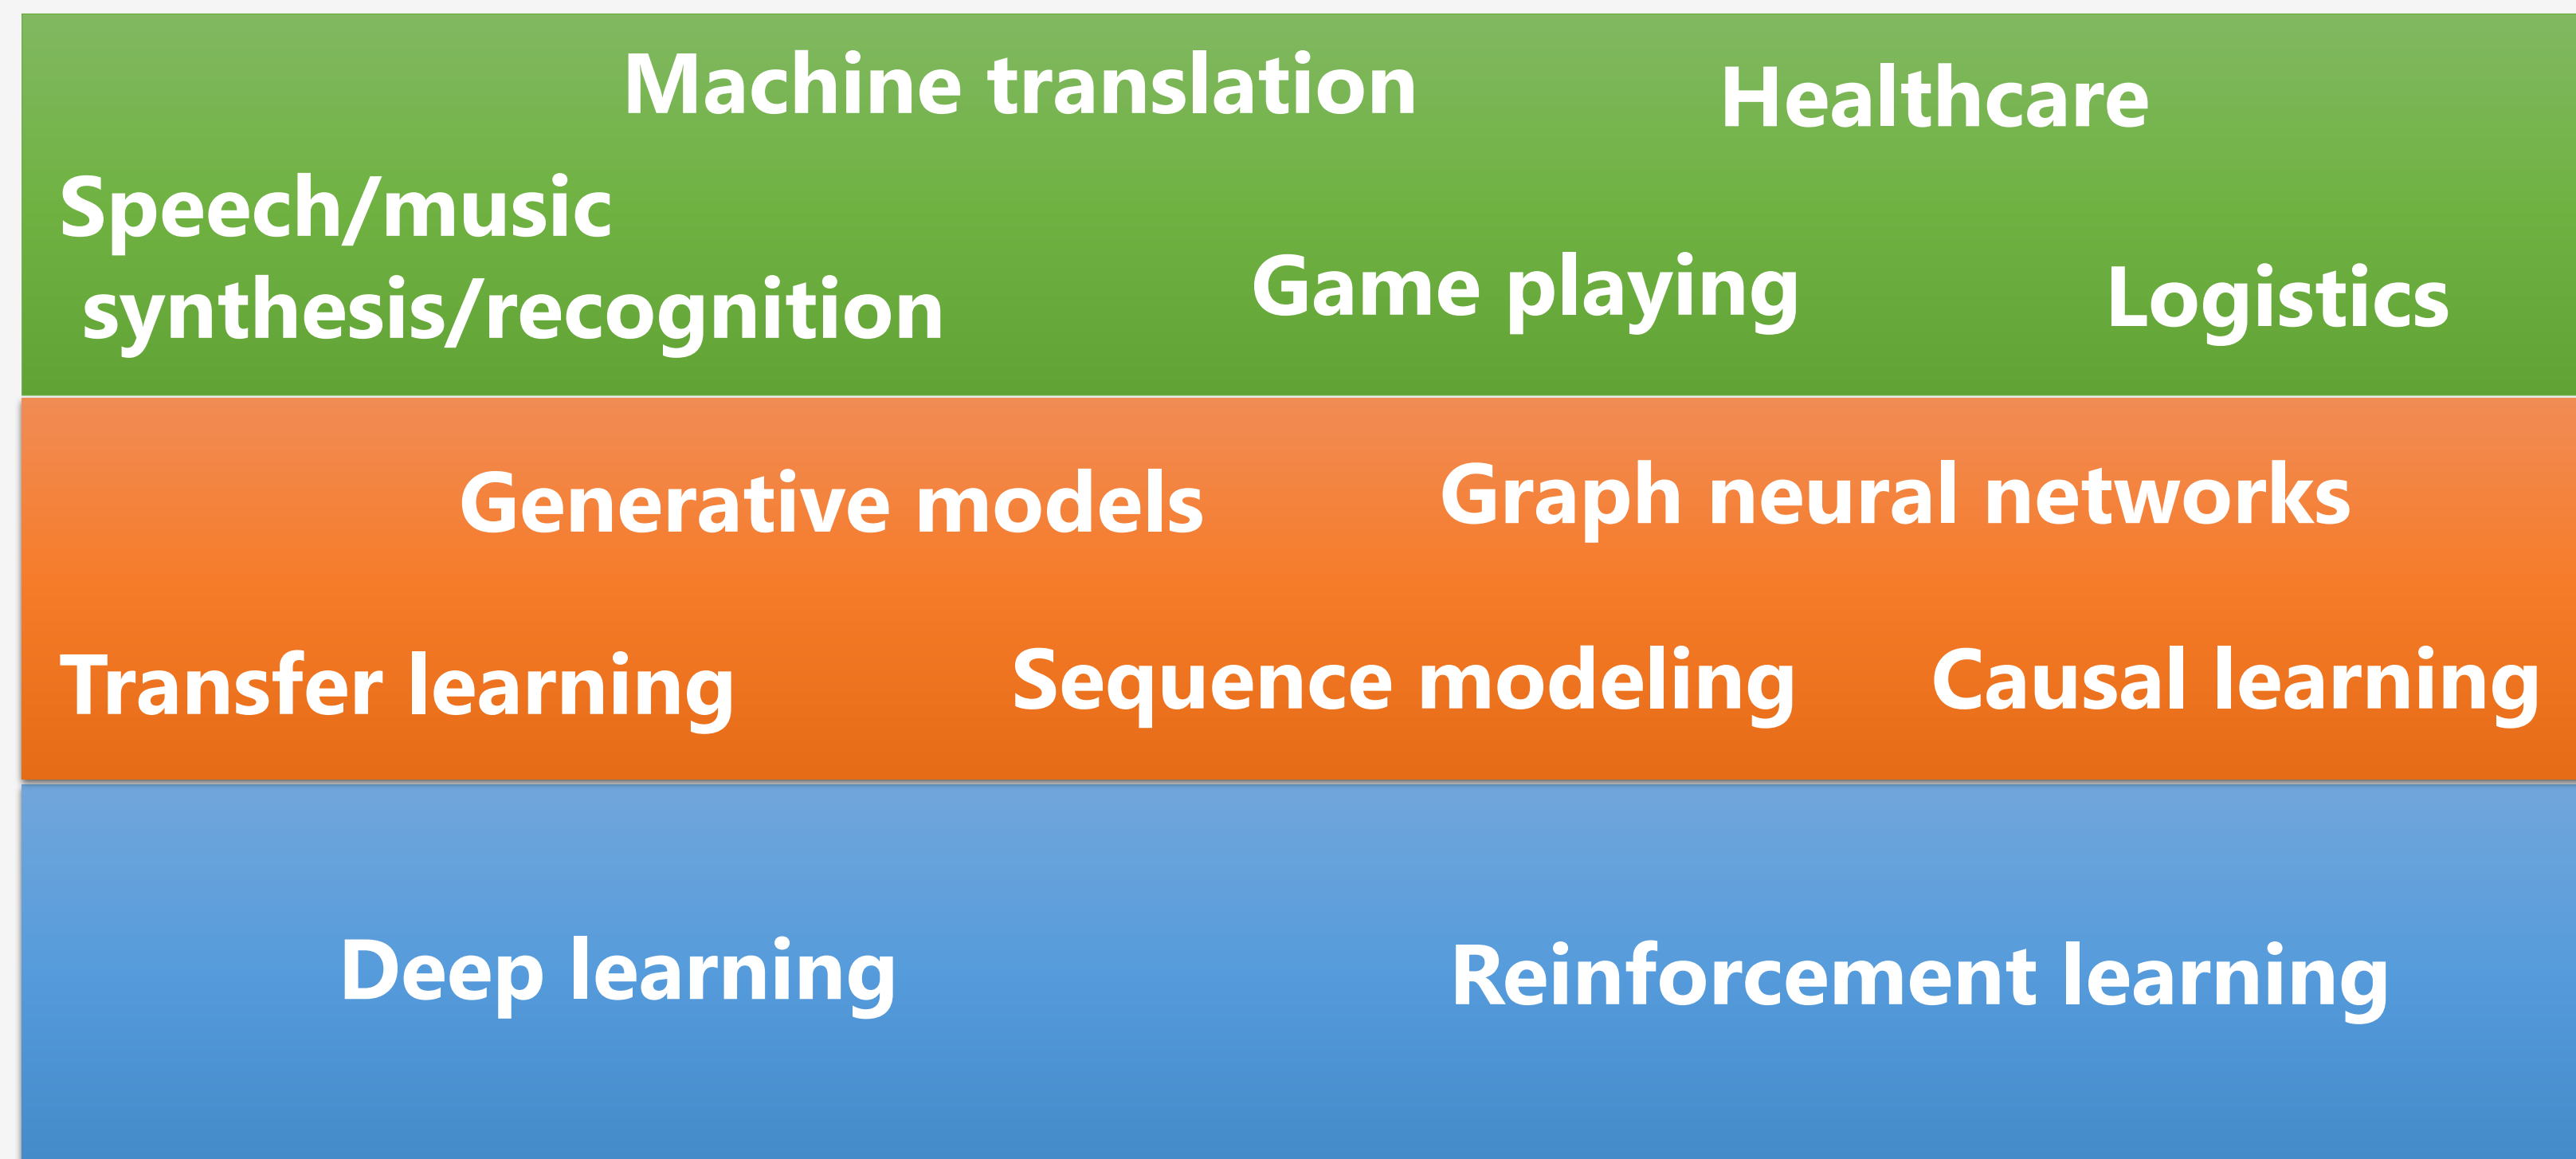 Machine translation
Healthcare
Speech/music
synthesis/recognition
Game playing
Logistics
Generative models
Graph neural networks
Transfer learning
Sequence modeling
Causal learning
Deep learning
Reinforcement learning